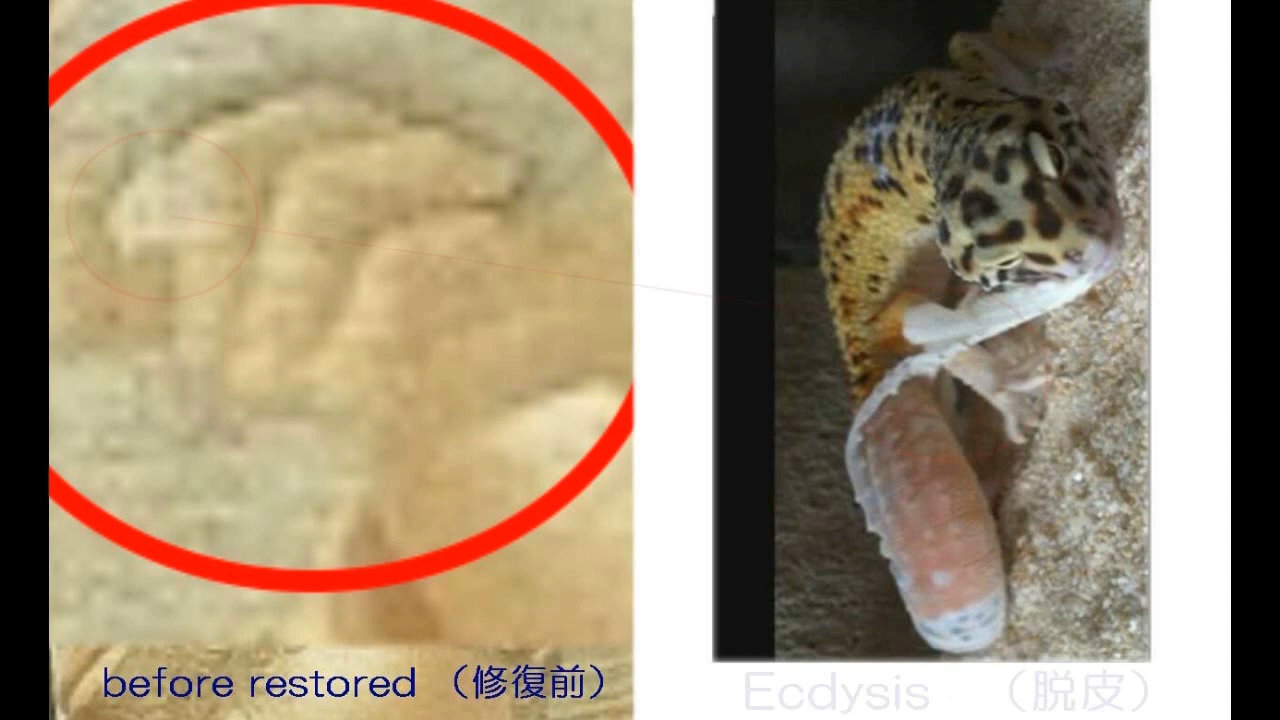 before restored （修復前）
Ecdysis （脱皮）